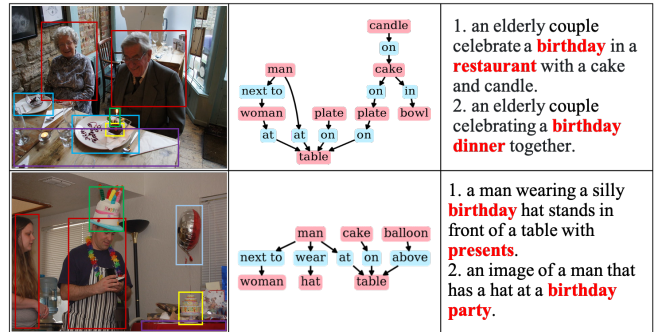 candle
on
man
cake
next to
on
in
woman
plate
plate
bowl
at
at
on
on
table
1. an elderly couple
celebrate a birthday in a
restaurant with a cake
and candle.
2. an elderly couple
celebrating a birthday
dinner together.
man
cake
balloon
next to
wear
at
on
above
woman
hat
table
1. a man wearing a silly
birthday hat stands in
front of a table with
presents.
2. an image of a man that
has a hat at a birthday
party.